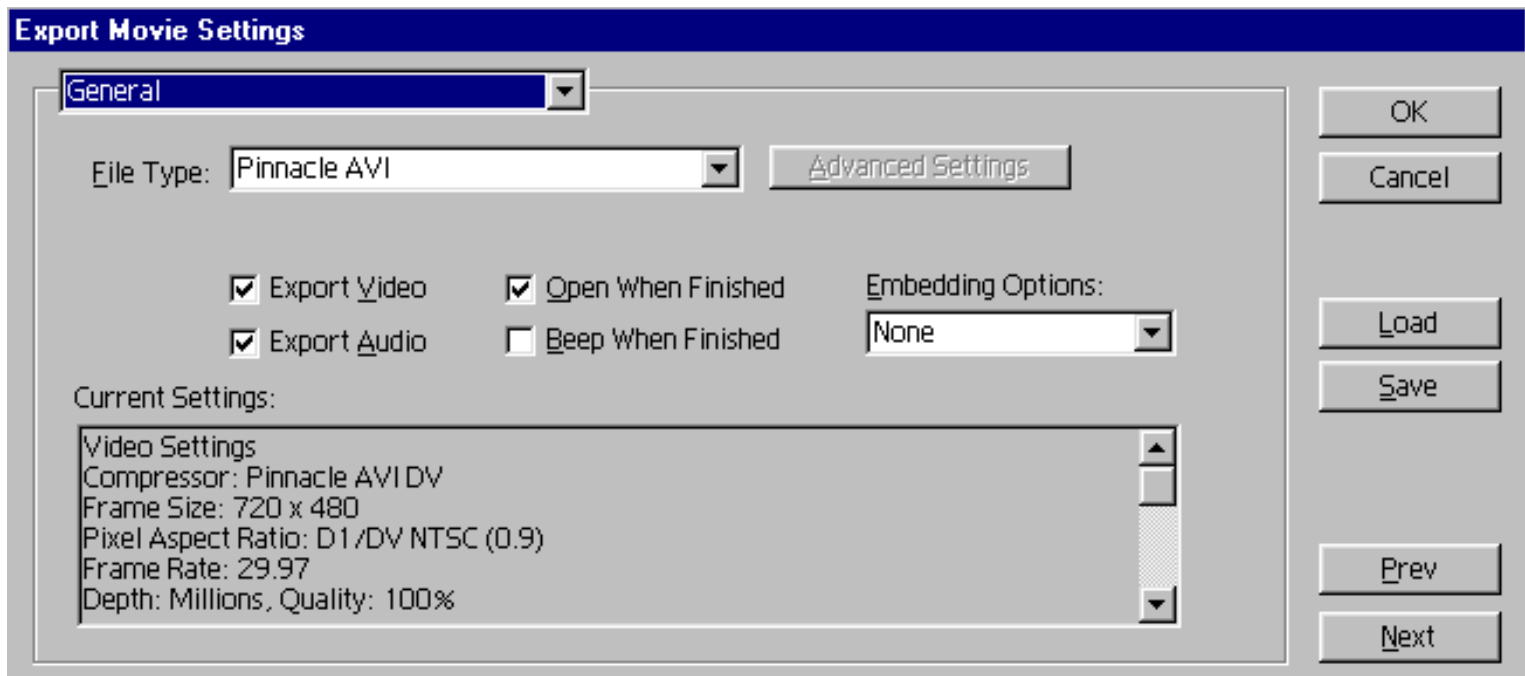 Export Movie Settings
General
OK
File Type: Pinnacle AVI Advanced Settings
Cancel
Export Video Open When Finished Embedding Options:
Export Audio Beep When Finished None
Load
Current Settings:
Save
Video Settings
Compressor: Pinnacle AVI DV
Frame Size: 720 x 480
Pixel Aspect Ratio: D1/DV NTSC (0.9)
Frame Rate: 29.97
Depth: Millions, Quality: 100%
Prev
Next